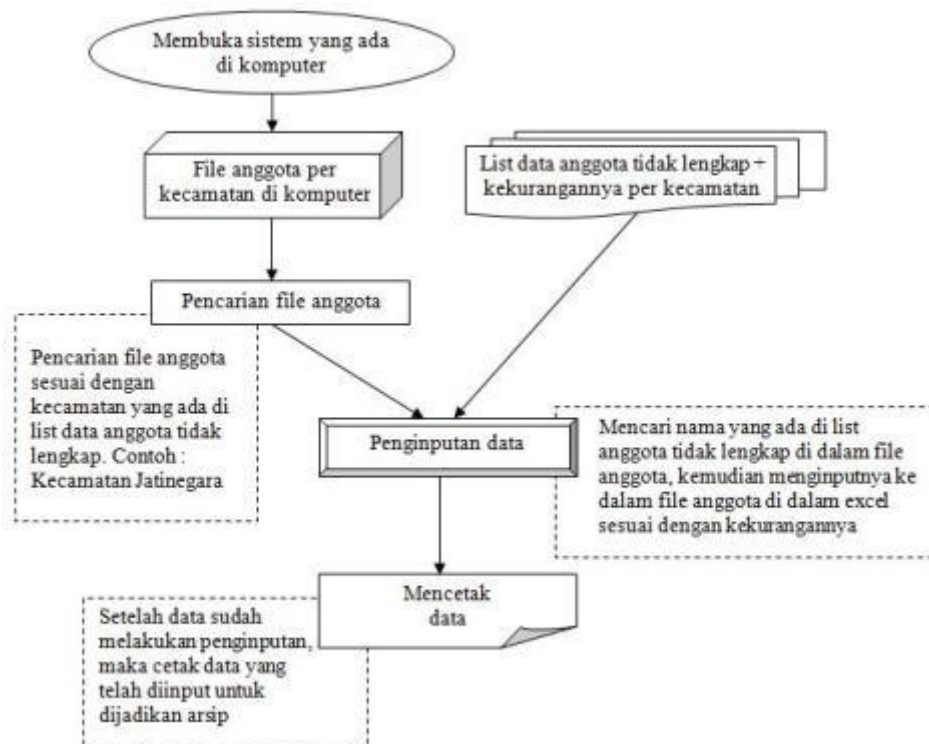 Membuka sistem yang ada
di komputer
File anggota per
kecamatan di komputer
List data anggota tidak lengkap +
kekurangannya per kecamatan
Pencarian file anggota
Pencarian file anggota
sesuai dengan
kecamatan yang ada di
list data anggota tidak
lengkap. Contoh :
Kecamatan Jatinegara
Penginputan data
Mencari nama yang ada di list
anggota tidak lengkap di dalam file
anggota, kemudian menginputnya ke
dalam file anggota di dalam excel
sesuai dengan kekurangannya
Mencetak
data
Setelah data sudah
melakukan penginputan,
maka cetak data yang
telah diinput untuk
dijadikan arsip